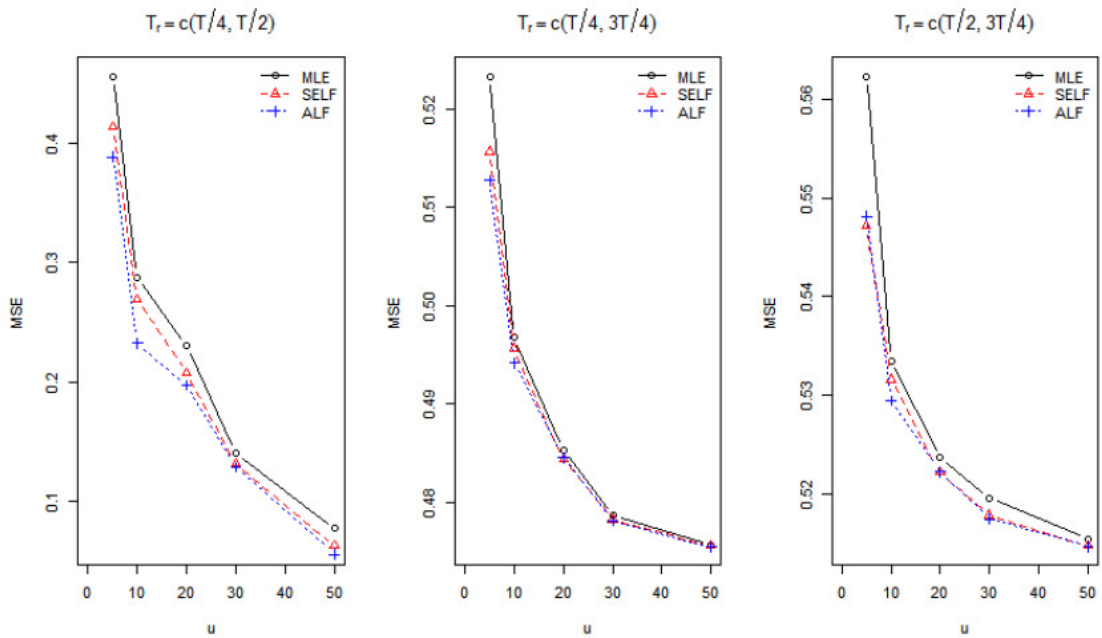 T_r = c(T/4, T/2)
MSE
0.4
0.3
0.2
0.1
MLE
SELF
ALF
0 10 20 30 40 50
u
T_r = c(T/4, 3T/4)
MSE
0.52
0.51
0.50
0.49
0.48
MLE
SELF
ALF
0 10 20 30 40 50
u
T_r = c(T/2, 3T/4)
MSE
0.56
0.55
0.54
0.53
0.52
MLE
SELF
ALF
0 10 20 30 40 50
u